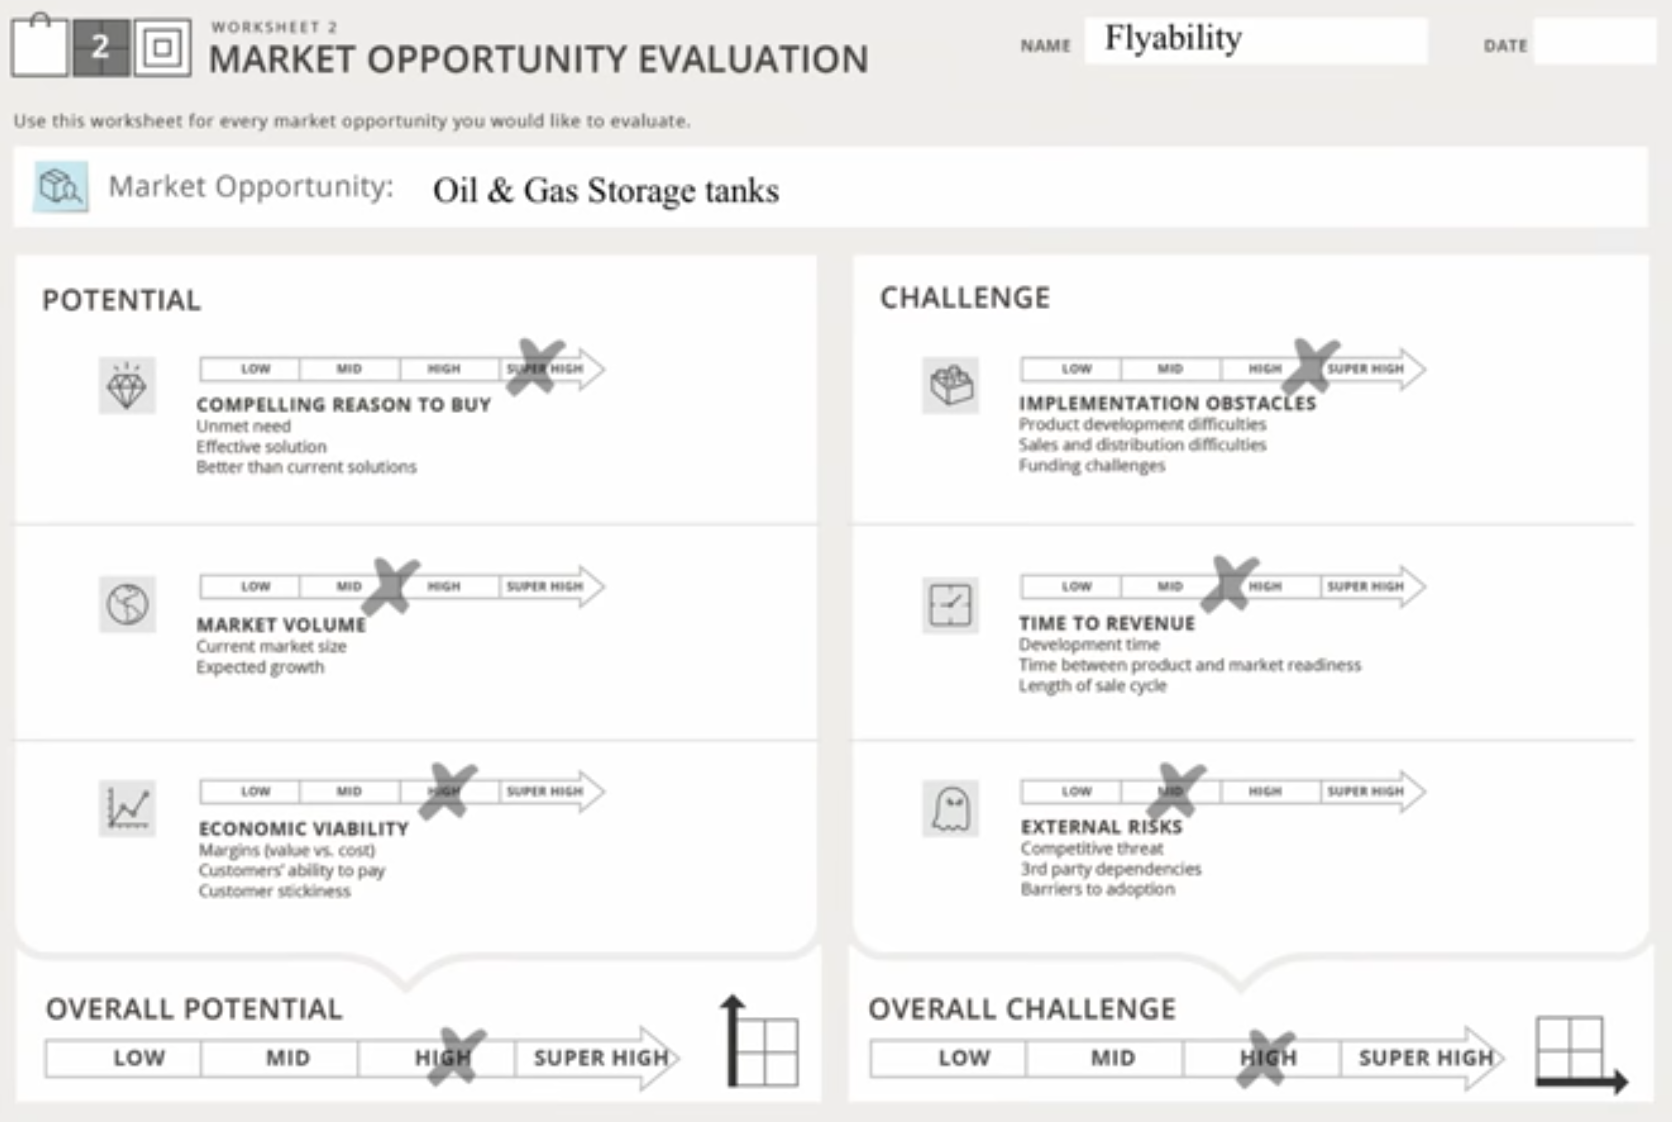 2
WORKSHEET 2
MARKET OPPORTUNITY EVALUATION
NAME Flyability
DATE
Use this worksheet for every market opportunity you would like to evaluate.
Market Opportunity: Oil & Gas Storage tanks
POTENTIAL
LOW MID HIGH SUPER HIGH
COMPELLING REASON TO BUY
Unmet need
Effective solution
Better than current solutions
LOW MID HIGH SUPER HIGH
MARKET VOLUME
Current market size
Expected growth
LOW MID HIGH SUPER HIGH
ECONOMIC VIABILITY
Margins (value vs. cost)
Customers' ability to pay
Customer stickiness
OVERALL POTENTIAL
LOW MID HIGH SUPER HIGH
CHALLENGE
LOW MID HIGH SUPER HIGH
IMPLEMENTATION OBSTACLES
Product development difficulties
Sales and distribution difficulties
Funding challenges
LOW MID HIGH SUPER HIGH
TIME TO REVENUE
Development time
Time between product and market readiness
Length of sale cycle
LOW MID HIGH SUPER HIGH
EXTERNAL RISKS
Competitive threat
3rd party dependencies
Barriers to adoption
OVERALL CHALLENGE
LOW MID HIGH SUPER HIGH